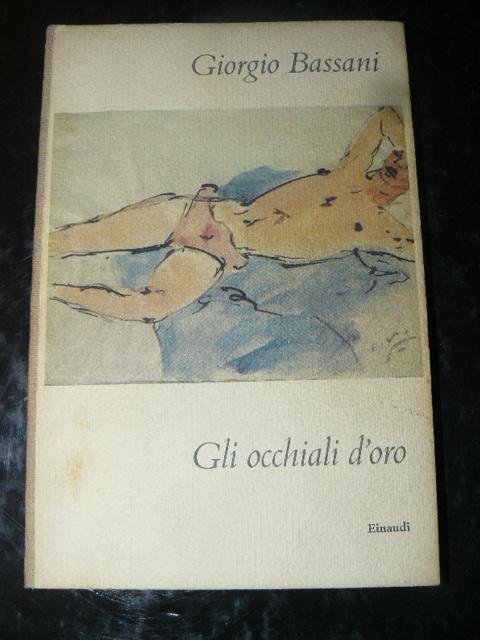 Giorgio Bassani
Gli occhiali d'oro
Einaudi